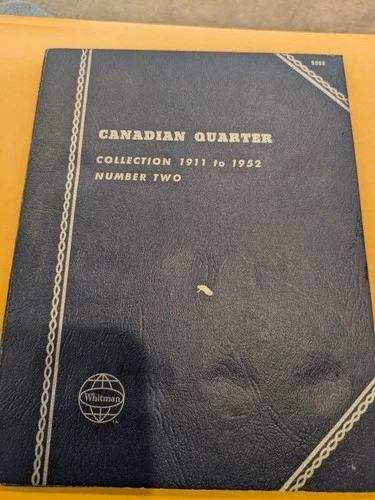 CANADIAN QUARTER
COLLECTION 1911 to 1952
NUMBER TWO
Whitman